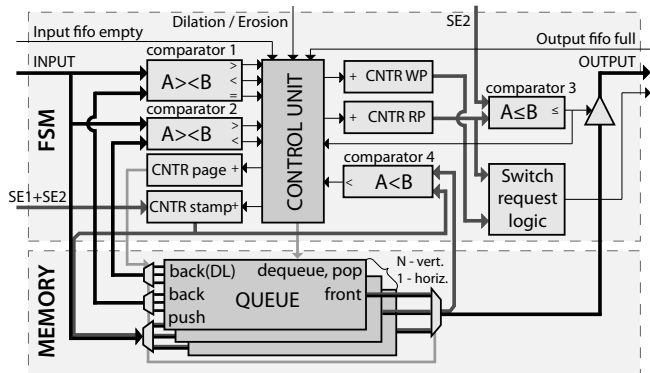 Dilation / Erosion
SE2
Input fifo empty
Output fifo full
INPUT
OUTPUT
comparator 1
A><B
>
<
=
comparator 2
A><B
>
<
CNTR page +
SE1+SE2
CNTR stamp+
CONTROL UNIT
+ CNTR WP
+ CNTR RP
comparator 3
A≤B ≤
comparator 4
< A<B
Switch
request
logic
FSM
MEMORY
back(DL)
dequeue, pop
back
QUEUE
front
push
N - vert.
1 - horiz.